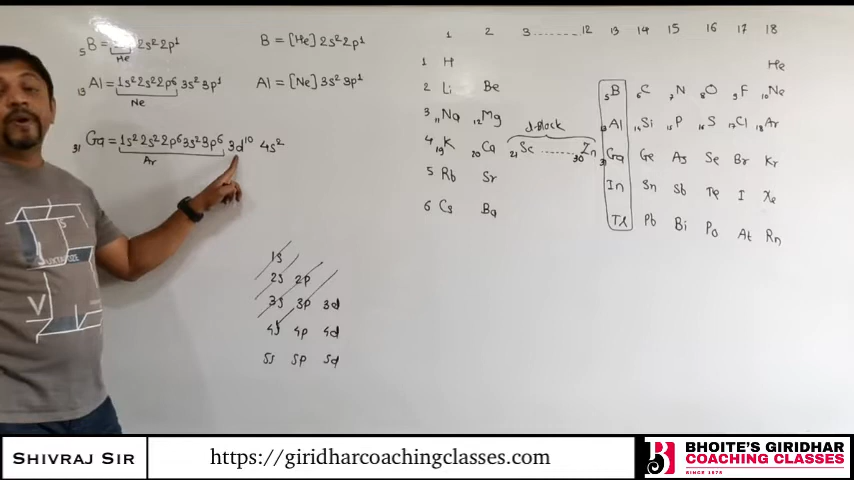 ₅B = 1s² 2s² 2p¹
He
B = [He] 2s² 2p¹
₁₃Al = 1s² 2s² 2p⁶ 3s² 3p¹
Ne
Al = [Ne] 3s² 3p¹
₃₁Ga = 1s² 2s² 2p⁶ 3s² 3p⁶ 3d¹⁰ 4s²
Ar
1s
2s 2p
3s 3p 3d
4s 4p 4d
5s 5p 5d
1 2 3 -------- 12 13 14 15 16 17 18
1 H He
2 Li Be ₅B ₆C ₇N ₈O ₉F ₁₀Ne
3 ₁₁Na ₁₂Mg ₁₃Al ₁₄Si ₁₅P ₁₆S ₁₇Cl ₁₈Ar
d-Block
4 ₁₉K ₂₀Ca ₂₁Sc ....... ₃₀Zn ₃₁Ga Ge As Se Br Kr
5 Rb Sr In Sn Sb Te I Xe
6 Cs Ba Tl Pb Bi Po At Rn
V
SHIVRAJ SIR
https://giridharcoachingclasses.com
BHOITE'S GIRIDHAR
COACHING CLASSES